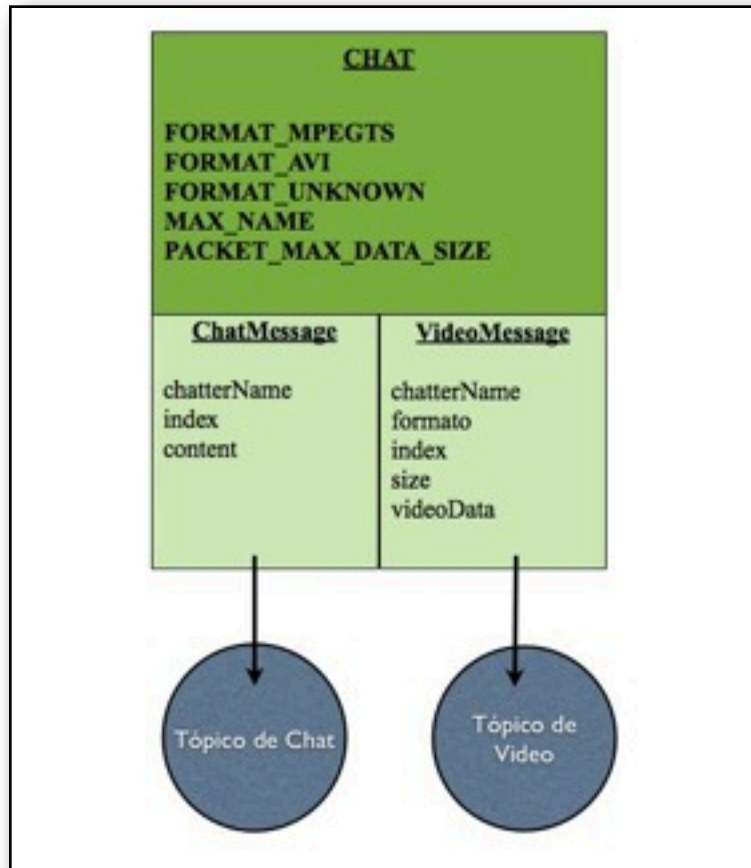 CHAT
FORMAT_MPEGTS
FORMAT_AVI
FORMAT_UNKNOWN
MAX_NAME
PACKET_MAX_DATA_SIZE
ChatMessage
chatterName
index
content
VideoMessage
chatterName
formato
index
size
videoData
Tópico de Chat
Tópico de
Video